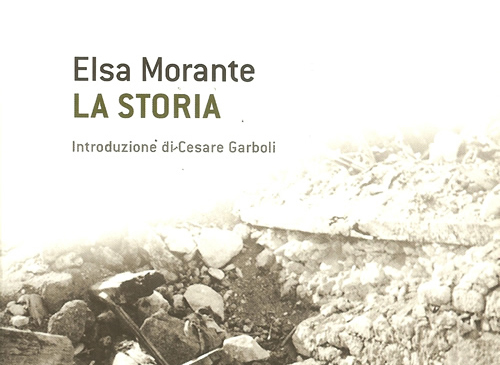 Elsa Morante
LA STORIA
Introduzione di Cesare Garboli